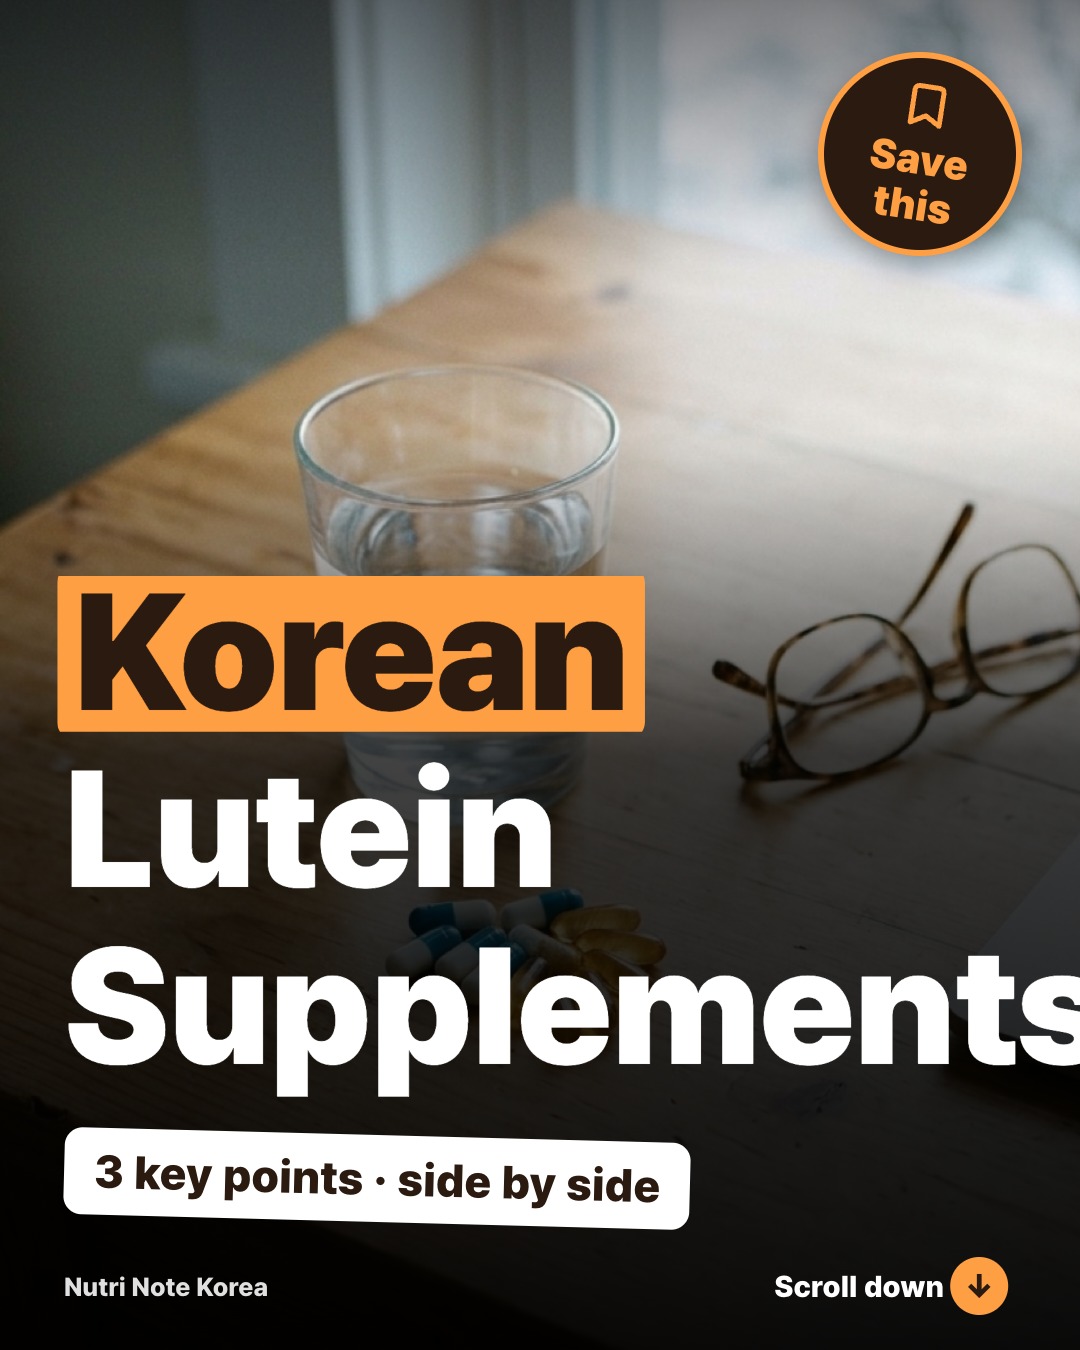 Save
this
Korean
Lutein
Supplements
3 key points · side by side
Nutri Note Korea
Scroll down